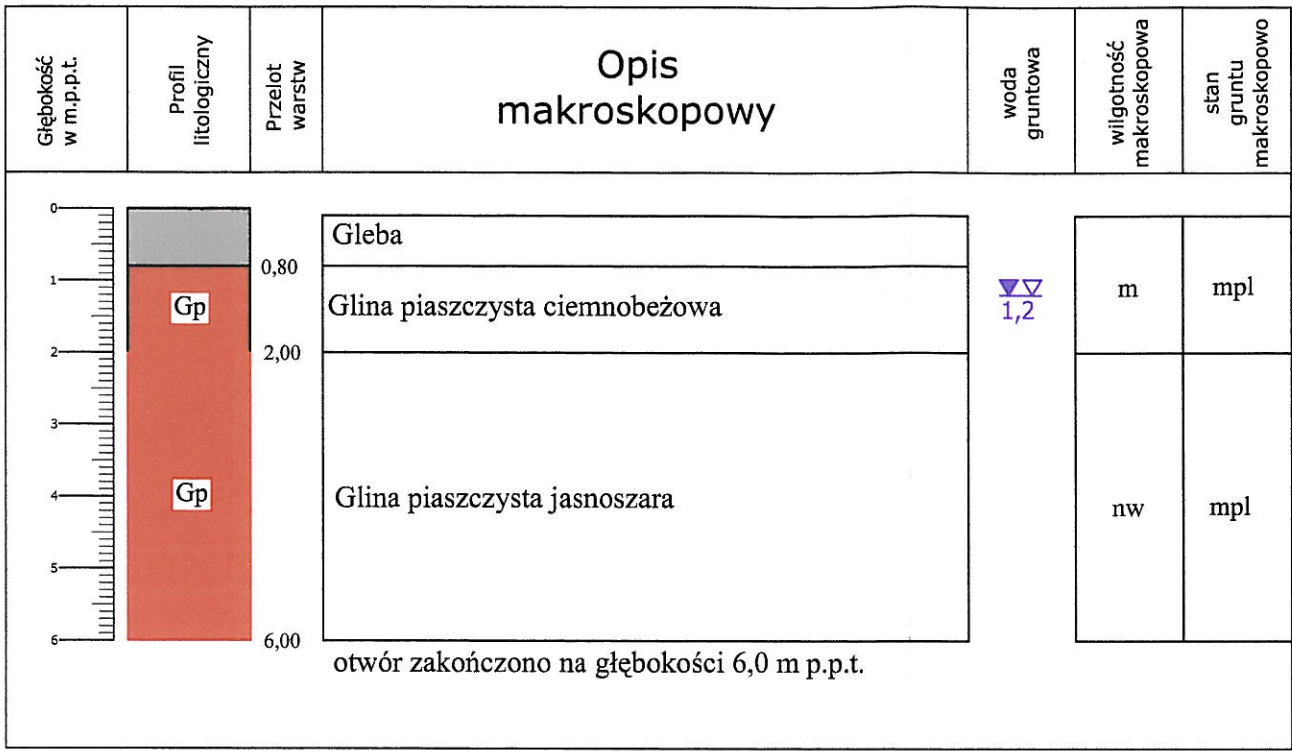 Głębokość
w m.p.p.t.
Profil
litologiczny
Przelot
warstw
Opis
makroskopowy
woda
gruntowa
wilgotność
makroskopowa
stan
gruntu
makroskopowo
0
1
2
3
4
5
6
Gp
Gp
0,80
2,00
6,00
Gleba
Glina piaszczysta ciemnobeżowa
Glina piaszczysta jasnoszara
otwór zakończono na głębokości 6,0 m p.p.t.
1,2
m
mpl
nw
mpl